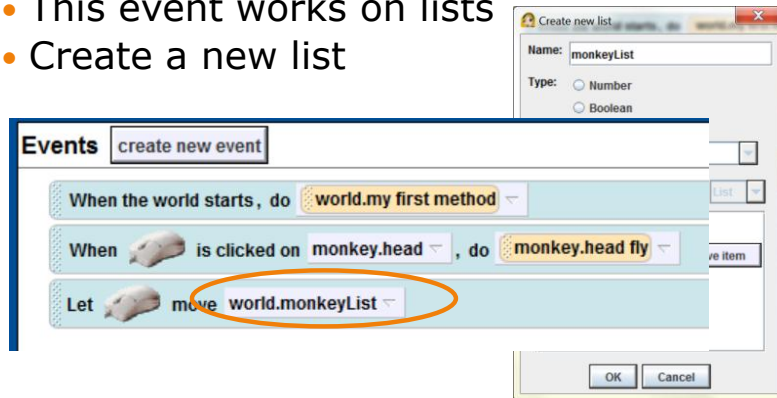 • This event works on lists
• Create a new list
Create new list
Name: monkeyList
Type: Number
Boolean
Events create new event
When the world starts, do world.my first method
When is clicked on monkey.head , do monkey.head fly
Let move world.monkeyList
List
item
OK Cancel